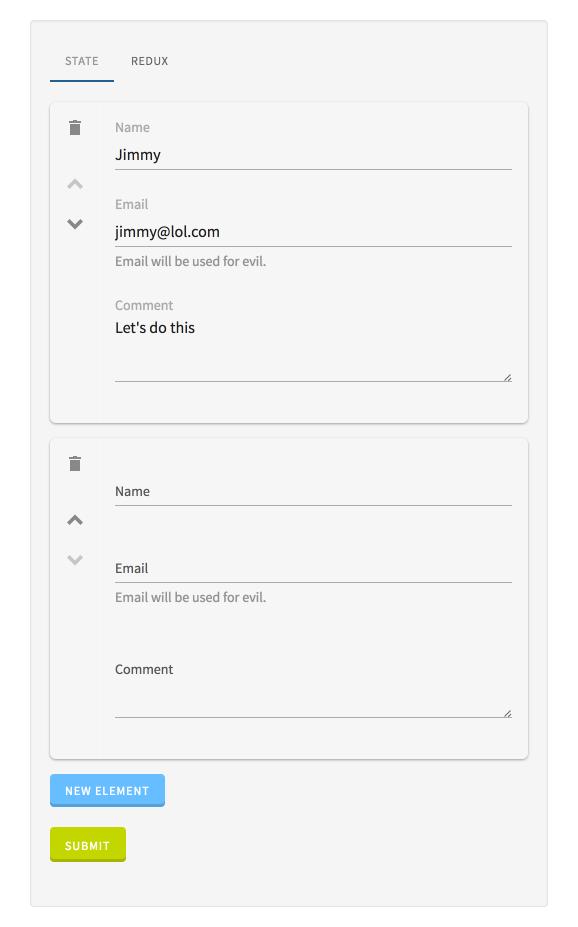 STATE REDUX
Name
Jimmy
Email
jimmy@lol.com
Email will be used for evil.
Comment
Let's do this
Name
Email
Email will be used for evil.
Comment
NEW ELEMENT
SUBMIT